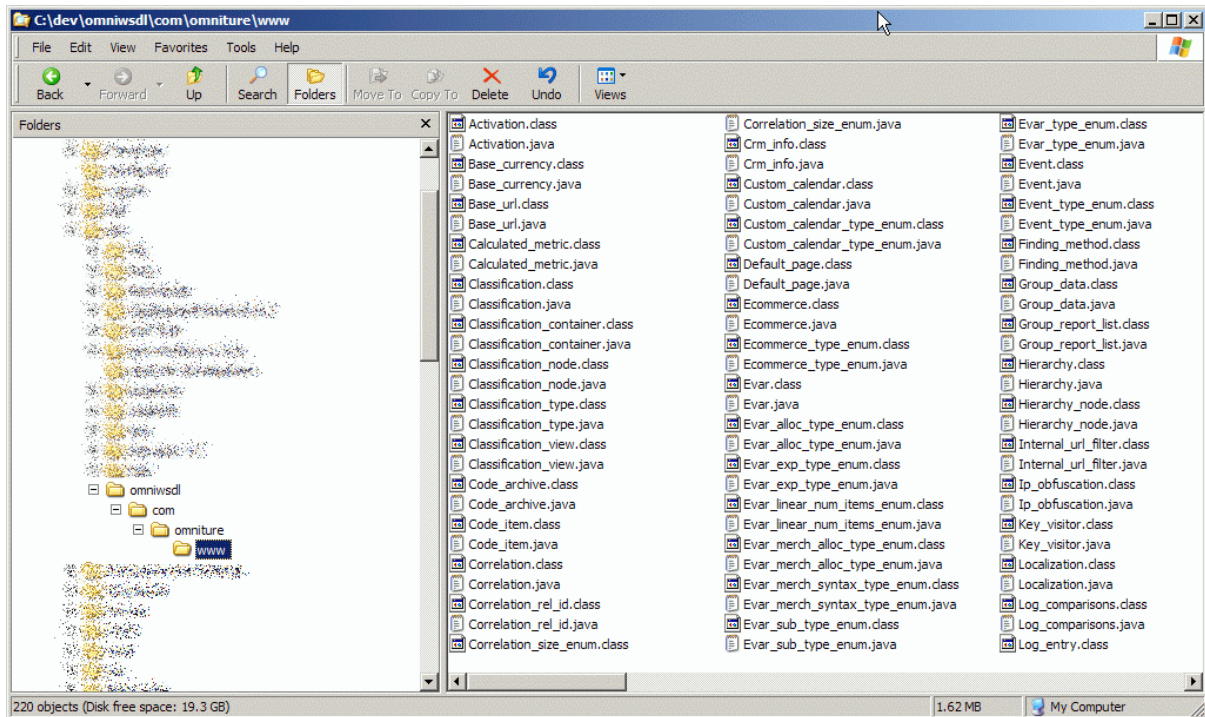 C:\dev\omniwsdl\com\omniture\www
File Edit View Favorites Tools Help
Back Forward Up Search Folders Move To Copy To Delete Undo Views
Folders
omniwsdl
com
omniture
www
Activation.class
Activation.java
Base_currency.class
Base_currency.java
Base_url.class
Base_url.java
Calculated_metric.class
Calculated_metric.java
Classification.class
Classification.java
Classification_container.class
Classification_container.java
Classification_node.class
Classification_node.java
Classification_type.class
Classification_type.java
Classification_view.class
Classification_view.java
Code_archive.class
Code_archive.java
Code_item.class
Code_item.java
Correlation.class
Correlation.java
Correlation_rel_id.class
Correlation_rel_id.java
Correlation_size_enum.class
Correlation_size_enum.java
Crm_info.class
Crm_info.java
Custom_calendar.class
Custom_calendar.java
Custom_calendar_type_enum.class
Custom_calendar_type_enum.java
Default_page.class
Default_page.java
Ecommerce.class
Ecommerce.java
Ecommerce_type_enum.class
Ecommerce_type_enum.java
Evar.class
Evar.java
Evar_alloc_type_enum.class
Evar_alloc_type_enum.java
Evar_exp_type_enum.class
Evar_exp_type_enum.java
Evar_linear_num_items_enum.class
Evar_linear_num_items_enum.java
Evar_merch_alloc_type_enum.class
Evar_merch_alloc_type_enum.java
Evar_merch_syntax_type_enum.class
Evar_merch_syntax_type_enum.java
Evar_sub_type_enum.class
Evar_sub_type_enum.java
Evar_type_enum.class
Evar_type_enum.java
Event.class
Event.java
Event_type_enum.class
Event_type_enum.java
Finding_method.class
Finding_method.java
Group_data.class
Group_data.java
Group_report_list.class
Group_report_list.java
Hierarchy.class
Hierarchy.java
Hierarchy_node.class
Hierarchy_node.java
Internal_url_filter.class
Internal_url_filter.java
Ip_obfuscation.class
Ip_obfuscation.java
Key_visitor.class
Key_visitor.java
Localization.class
Localization.java
Log_comparisons.class
Log_comparisons.java
Log_entry.class
220 objects (Disk free space: 19.3 GB) 1.62 MB My Computer